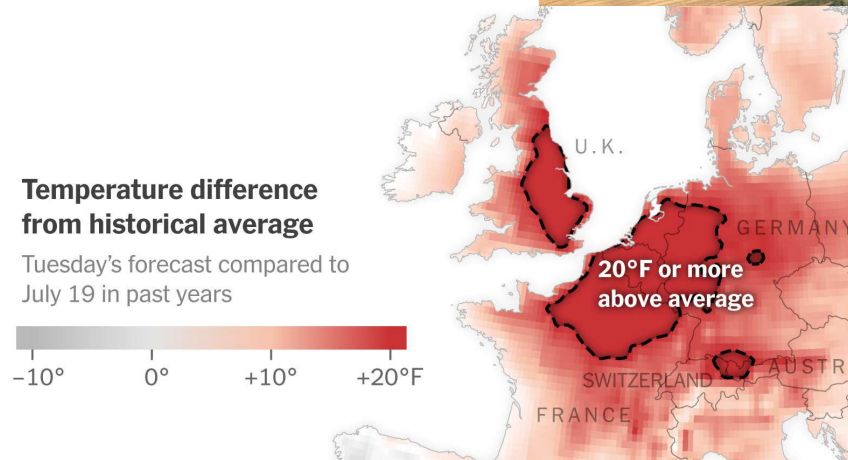 Temperature difference
from historical average
Tuesday's forecast compared to
July 19 in past years
−10°
0°
+10°
+20°F
U.K.
GERMANY
20°F or more
above average
AUSTR
SWITZERLAND
FRANCE